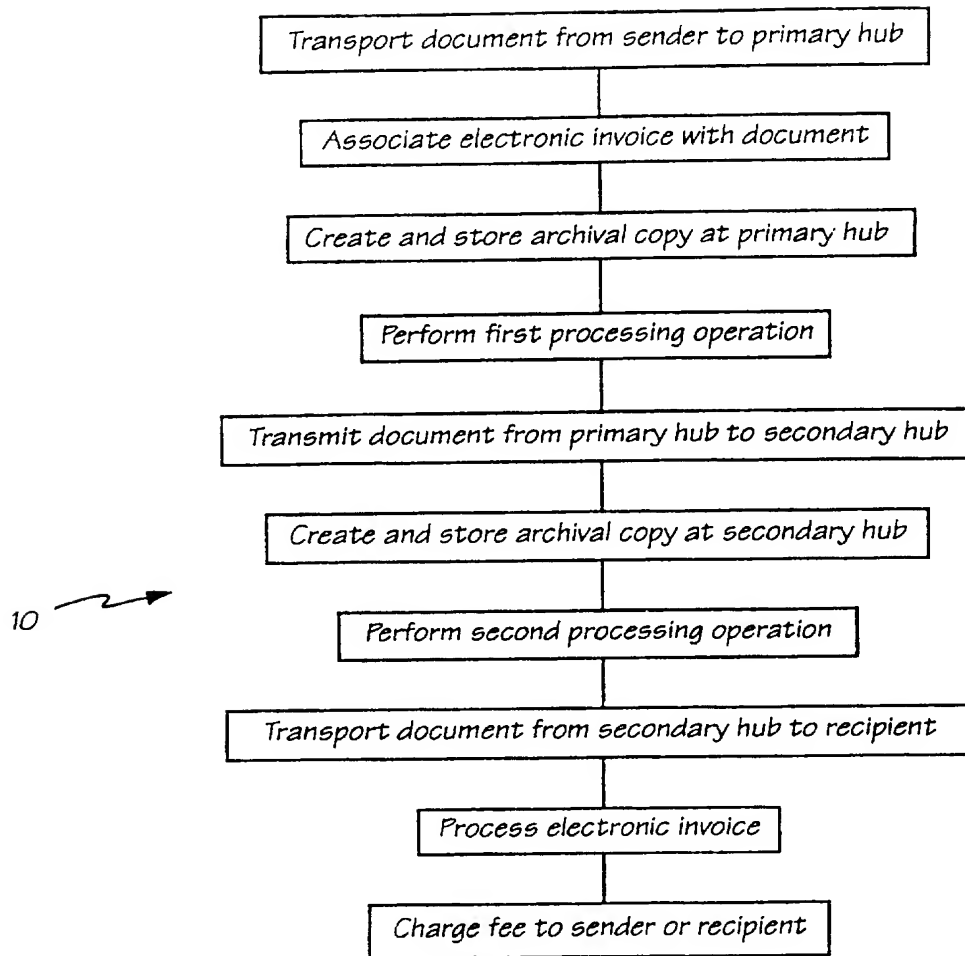 Transport document from sender to primary hub
Associate electronic invoice with document
Create and store archival copy at primary hub
Perform first processing operation
Transmit document from primary hub to secondary hub
Create and store archival copy at secondary hub
10
Perform second processing operation
Transport document from secondary hub to recipient
Process electronic invoice
Charge fee to sender or recipient